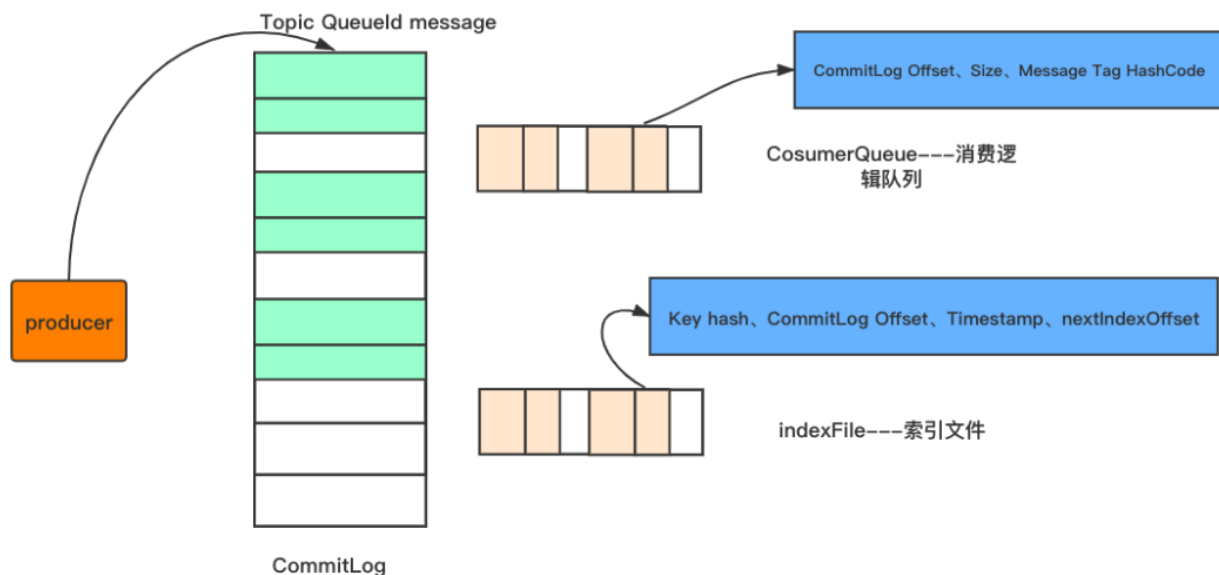 Topic QueueId message
CommitLog Offset、Size、Message Tag HashCode
CosumerQueue---消费逻
辑队列
producer
Key hash、CommitLog Offset、Timestamp、nextIndexOffset
indexFile---索引文件
CommitLog